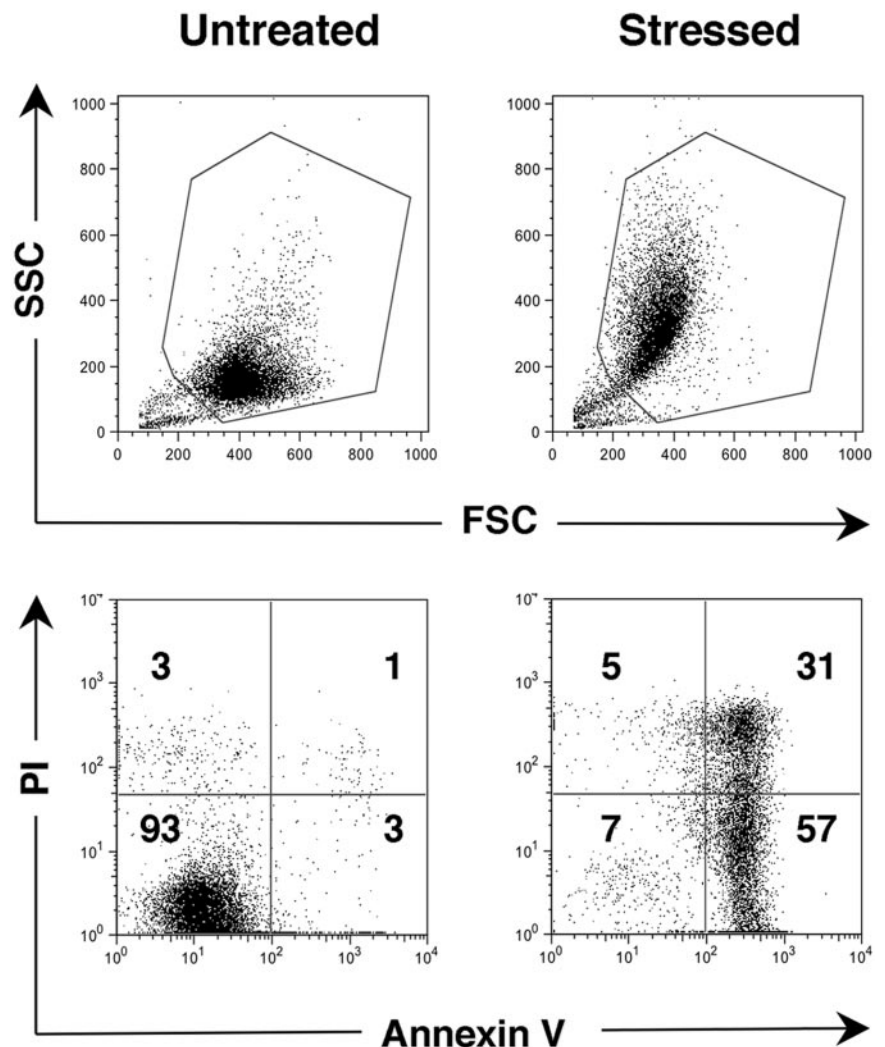 Untreated Stressed
1000 1000
800 800
600 600
SSC
400 400
200 200
0 0
0 200 400 600 800 1000 0 200 400 600 800 1000
FSC
10⁴ 10⁴
3 1 5 31
10³ 10³
PI
10² 10²
93 3 7 57
10¹ 10¹
10⁰ 10⁰
10⁰ 10¹ 10² 10³ 10⁴ 10⁰ 10¹ 10² 10³ 10⁴
Annexin V